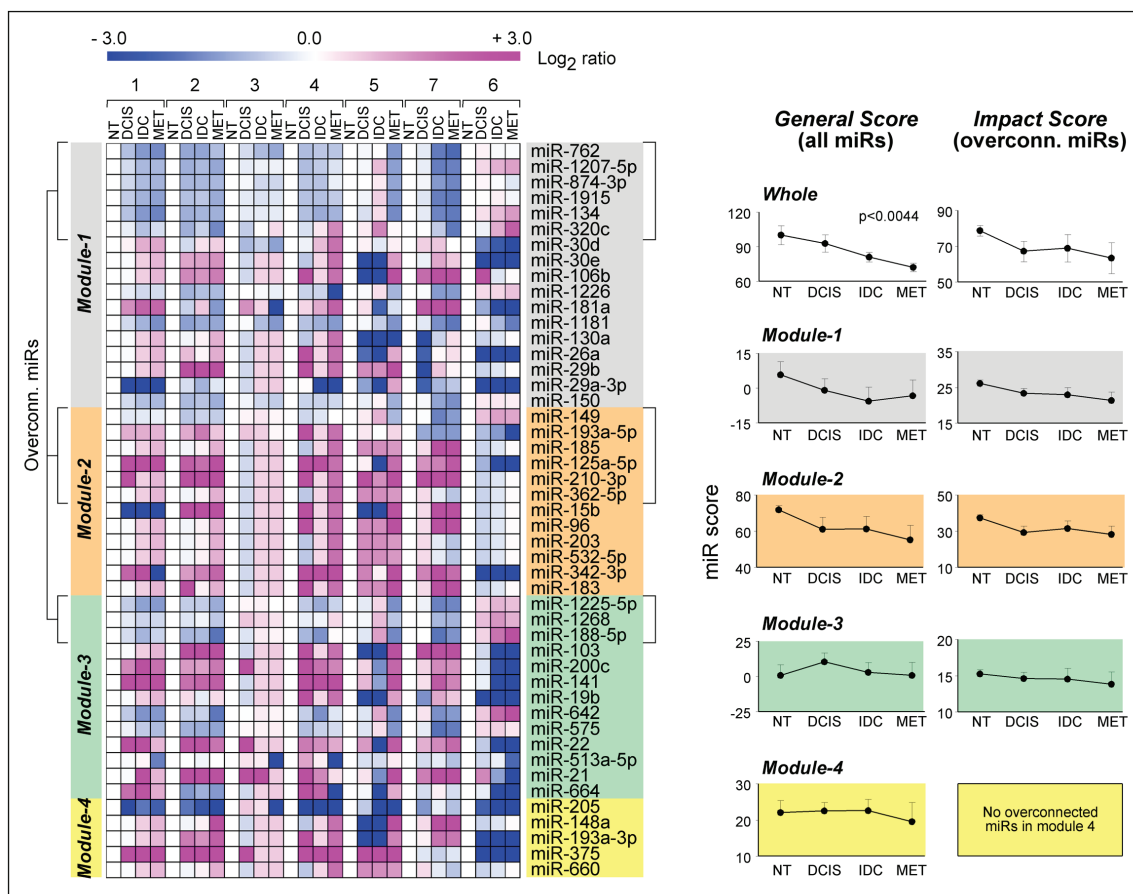 - 3.0 0.0 + 3.0
Log2 ratio
1 2 3 4 5 7 6
NT DCIS IDC MET NT DCIS IDC MET NT DCIS IDC MET NT DCIS IDC MET NT DCIS IDC MET NT DCIS IDC MET NT DCIS IDC MET
Overconn. miRs
Module-1
miR-762
miR-1207-5p
miR-874-3p
miR-1915
miR-134
miR-320c
miR-30d
miR-30e
miR-106b
miR-1226
miR-181a
miR-1181
miR-130a
miR-26a
miR-29b
miR-29a-3p
miR-150
Module-2
miR-149
miR-193a-5p
miR-185
miR-125a-5p
miR-210-3p
miR-362-5p
miR-15b
miR-96
miR-203
miR-532-5p
miR-342-3p
miR-183
Module-3
miR-1225-5p
miR-1268
miR-188-5p
miR-103
miR-200c
miR-141
miR-19b
miR-642
miR-575
miR-22
miR-513a-5p
miR-21
miR-664
Module-4
miR-205
miR-148a
miR-193a-3p
miR-375
miR-660
General Score
(all miRs)
Impact Score
(overconn. miRs)
miR score
Whole
p<0.0044
120
90
60
NT DCIS IDC MET
90
70
50
NT DCIS IDC MET
Module-1
15
0
-15
NT DCIS IDC MET
35
25
15
NT DCIS IDC MET
Module-2
80
60
40
NT DCIS IDC MET
50
30
10
NT DCIS IDC MET
Module-3
25
0
-25
NT DCIS IDC MET
20
15
10
NT DCIS IDC MET
Module-4
30
20
10
NT DCIS IDC MET
No overconnected
miRs in module 4